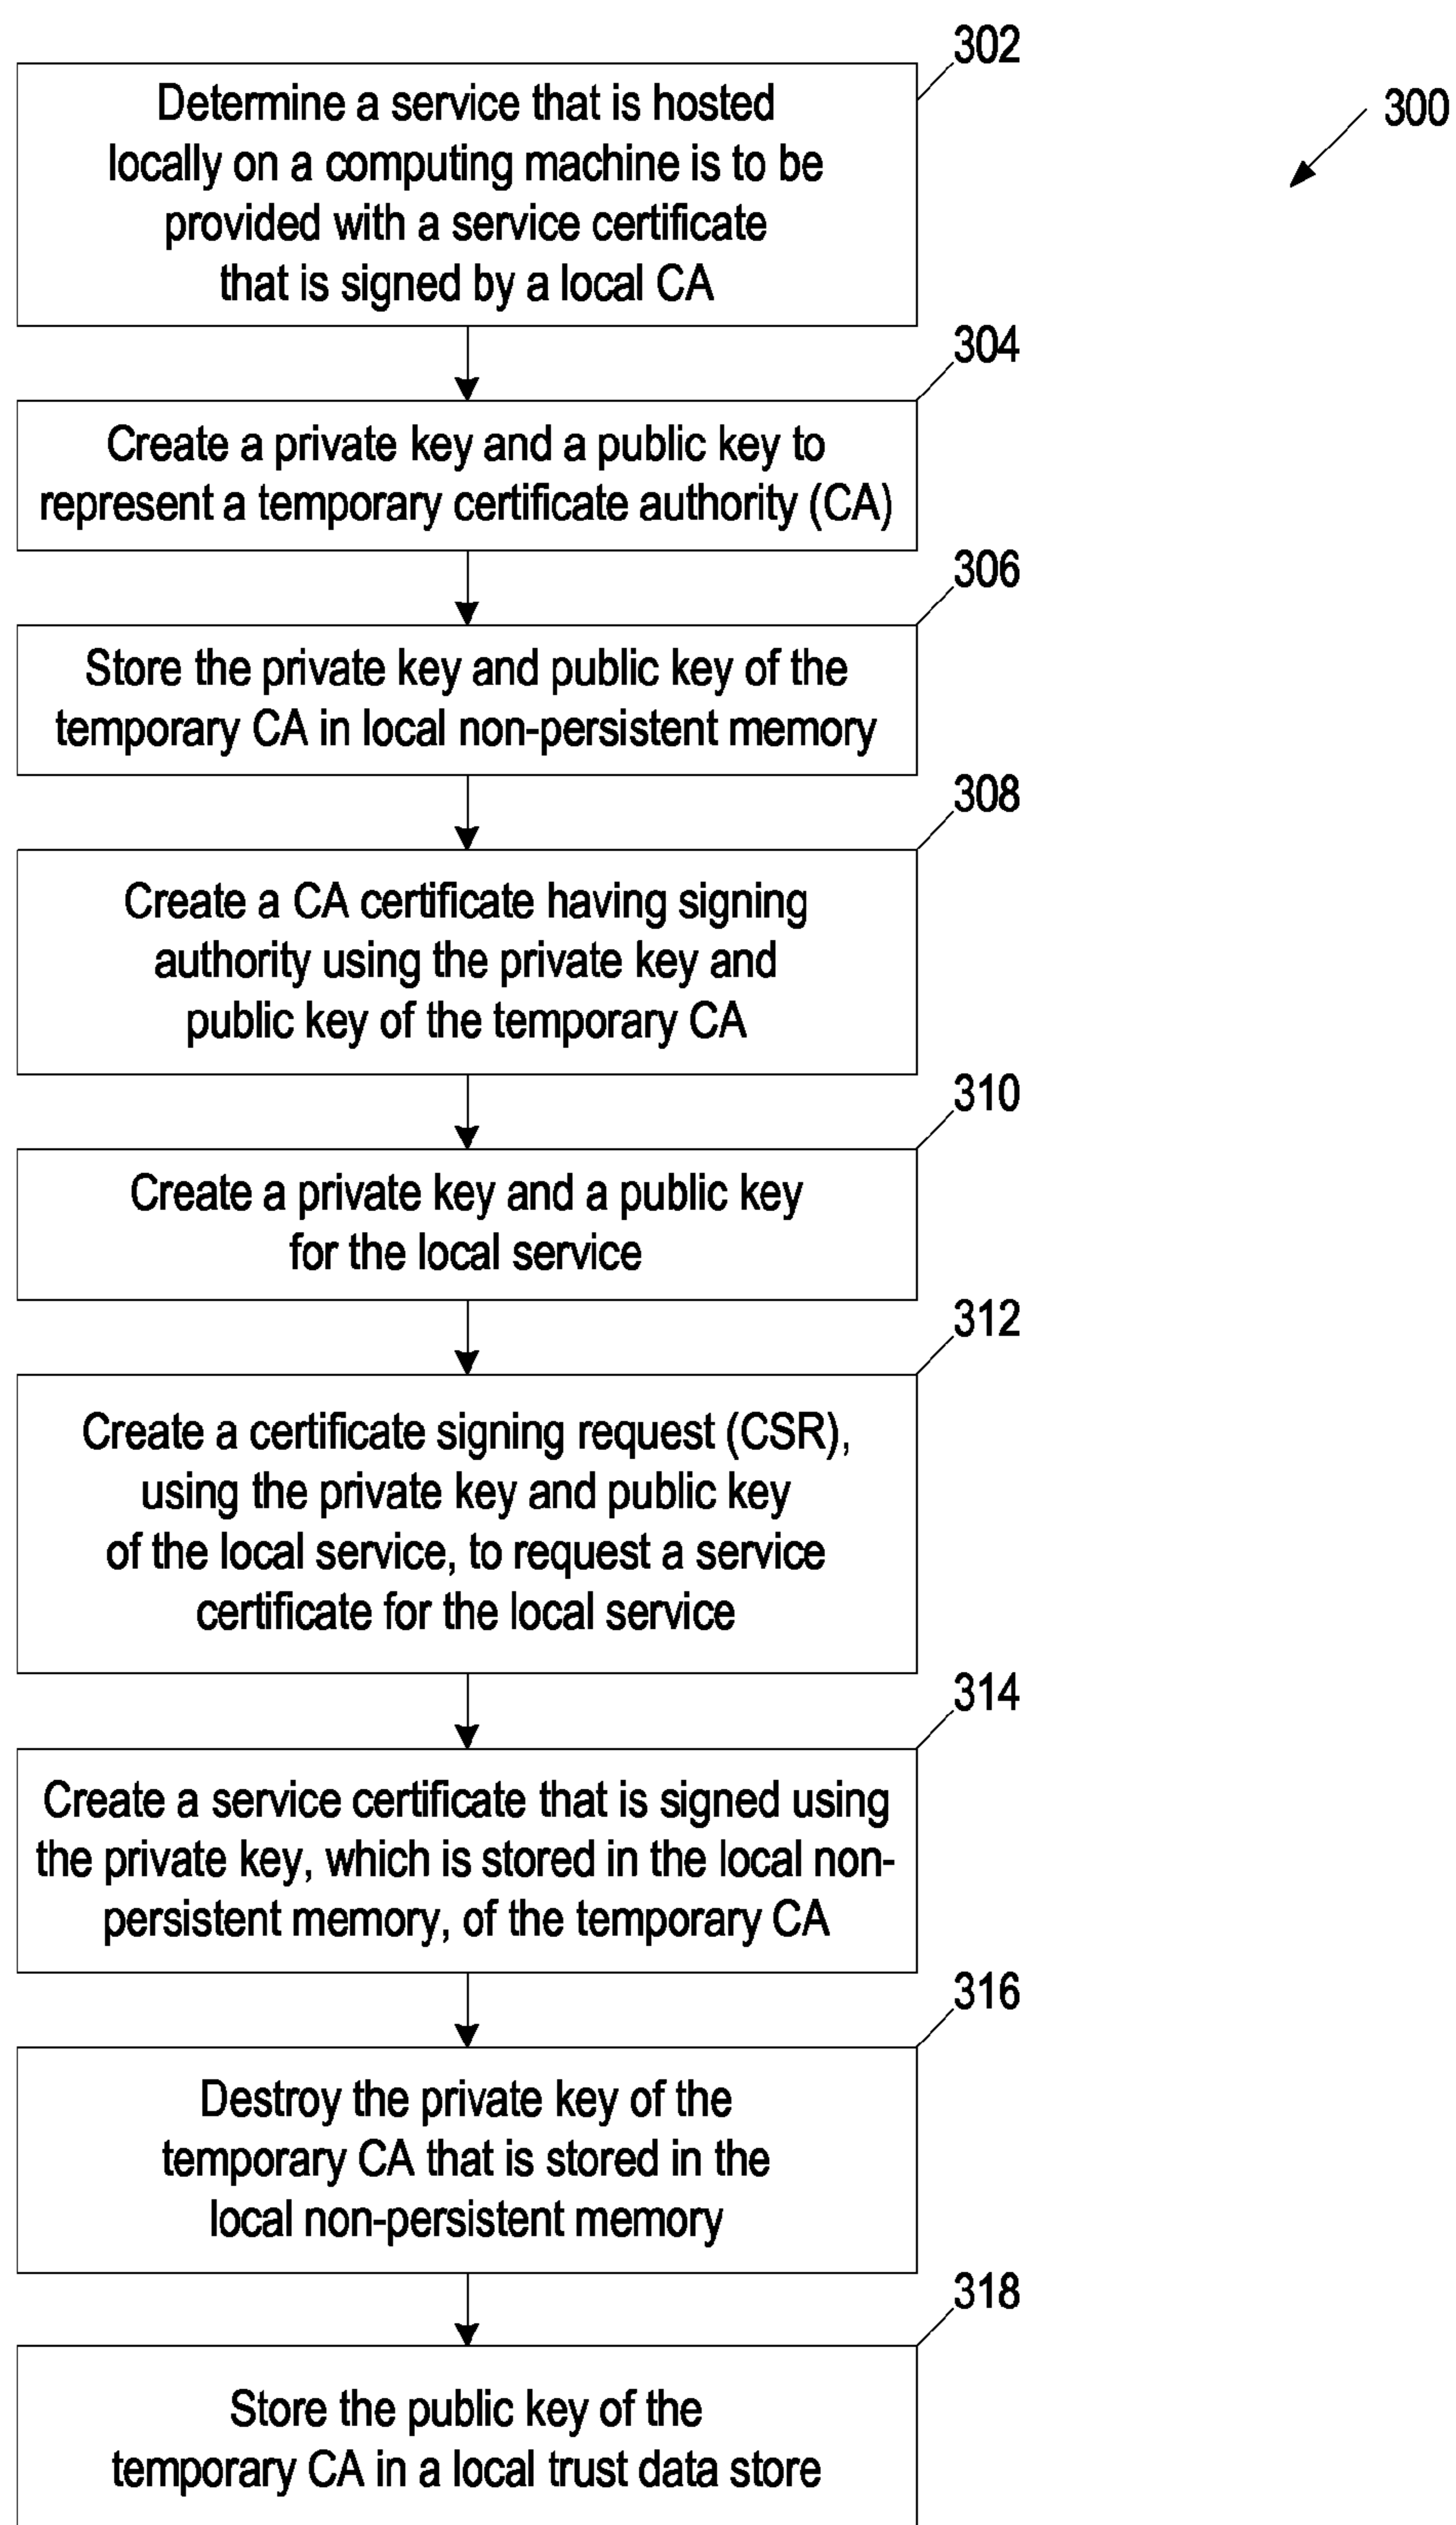 302
300
Determine a service that is hosted
locally on a computing machine is to be
provided with a service certificate
that is signed by a local CA
304
Create a private key and a public key to
represent a temporary certificate authority (CA)
306
Store the private key and public key of the
temporary CA in local non-persistent memory
308
Create a CA certificate having signing
authority using the private key and
public key of the temporary CA
310
Create a private key and a public key
for the local service
312
Create a certificate signing request (CSR),
using the private key and public key
of the local service, to request a service
certificate for the local service
314
Create a service certificate that is signed using
the private key, which is stored in the local non-
persistent memory, of the temporary CA
316
Destroy the private key of the
temporary CA that is stored in the
local non-persistent memory
318
Store the public key of the
temporary CA in a local trust data store